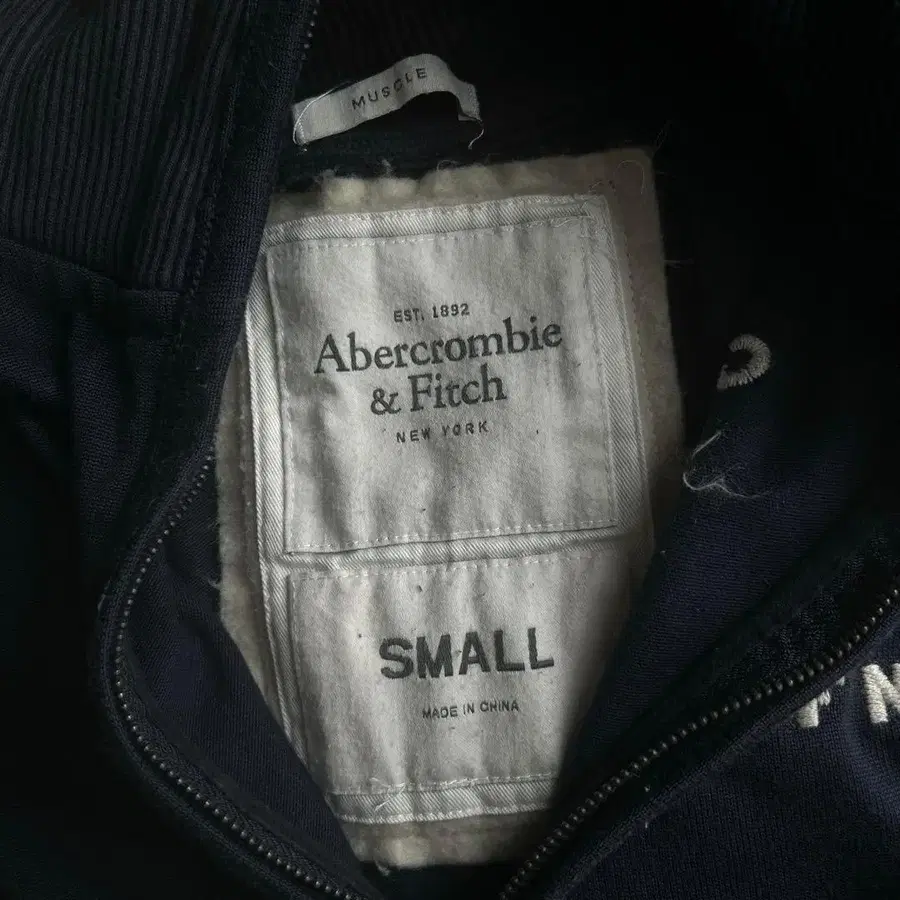 MUSCLE
EST. 1892
Abercrombie
& Fitch
NEW YORK
SMALL
MADE IN CHINA